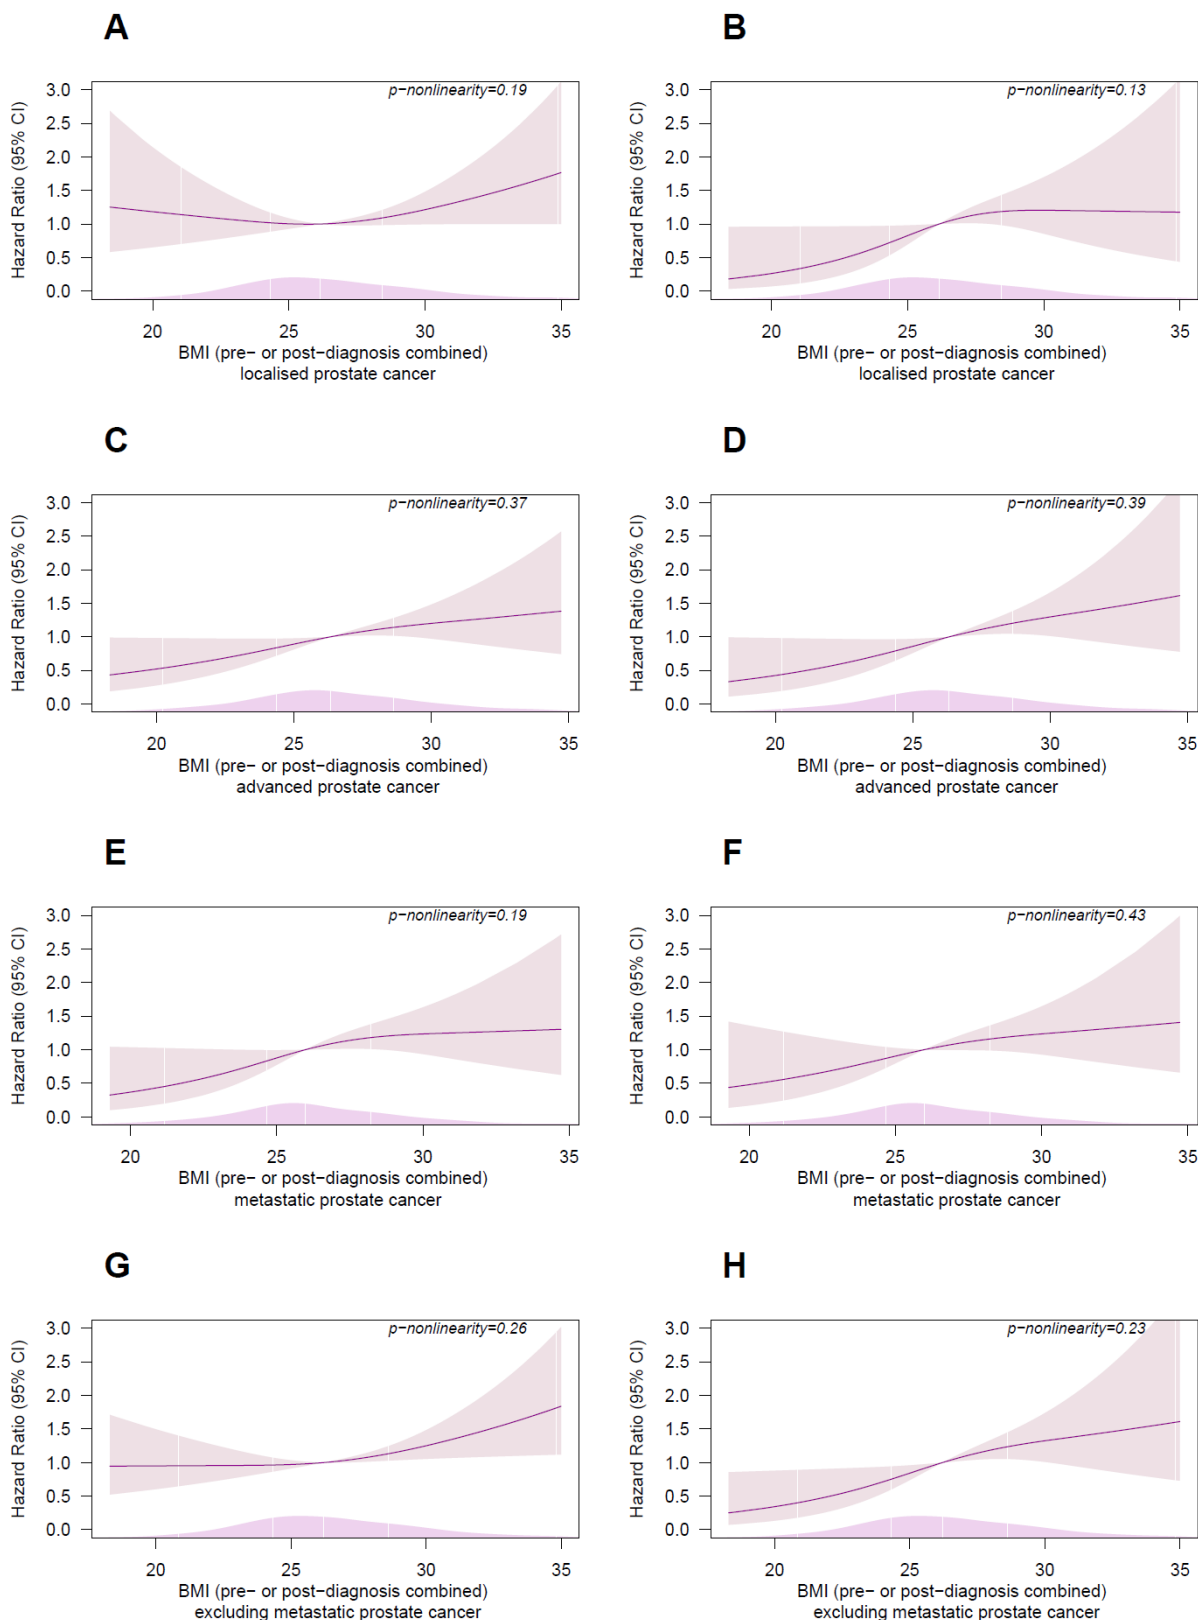 A
B
Hazard Ratio (95% CI)
3.0
2.5
2.0
1.5
1.0
0.5
0.0
p−nonlinearity=0.19
20
25
30
35
BMI (pre− or post−diagnosis combined)
localised prostate cancer
Hazard Ratio (95% CI)
3.0
2.5
2.0
1.5
1.0
0.5
0.0
p−nonlinearity=0.13
20
25
30
35
BMI (pre− or post−diagnosis combined)
localised prostate cancer
C
D
Hazard Ratio (95% CI)
3.0
2.5
2.0
1.5
1.0
0.5
0.0
p−nonlinearity=0.37
20
25
30
35
BMI (pre− or post−diagnosis combined)
advanced prostate cancer
Hazard Ratio (95% CI)
3.0
2.5
2.0
1.5
1.0
0.5
0.0
p−nonlinearity=0.39
20
25
30
35
BMI (pre− or post−diagnosis combined)
advanced prostate cancer
E
F
Hazard Ratio (95% CI)
3.0
2.5
2.0
1.5
1.0
0.5
0.0
p−nonlinearity=0.19
20
25
30
35
BMI (pre− or post−diagnosis combined)
metastatic prostate cancer
Hazard Ratio (95% CI)
3.0
2.5
2.0
1.5
1.0
0.5
0.0
p−nonlinearity=0.43
20
25
30
35
BMI (pre− or post−diagnosis combined)
metastatic prostate cancer
G
H
Hazard Ratio (95% CI)
3.0
2.5
2.0
1.5
1.0
0.5
0.0
p−nonlinearity=0.26
20
25
30
35
BMI (pre− or post−diagnosis combined)
excluding metastatic prostate cancer
Hazard Ratio (95% CI)
3.0
2.5
2.0
1.5
1.0
0.5
0.0
p−nonlinearity=0.23
20
25
30
35
BMI (pre− or post−diagnosis combined)
excluding metastatic prostate cancer